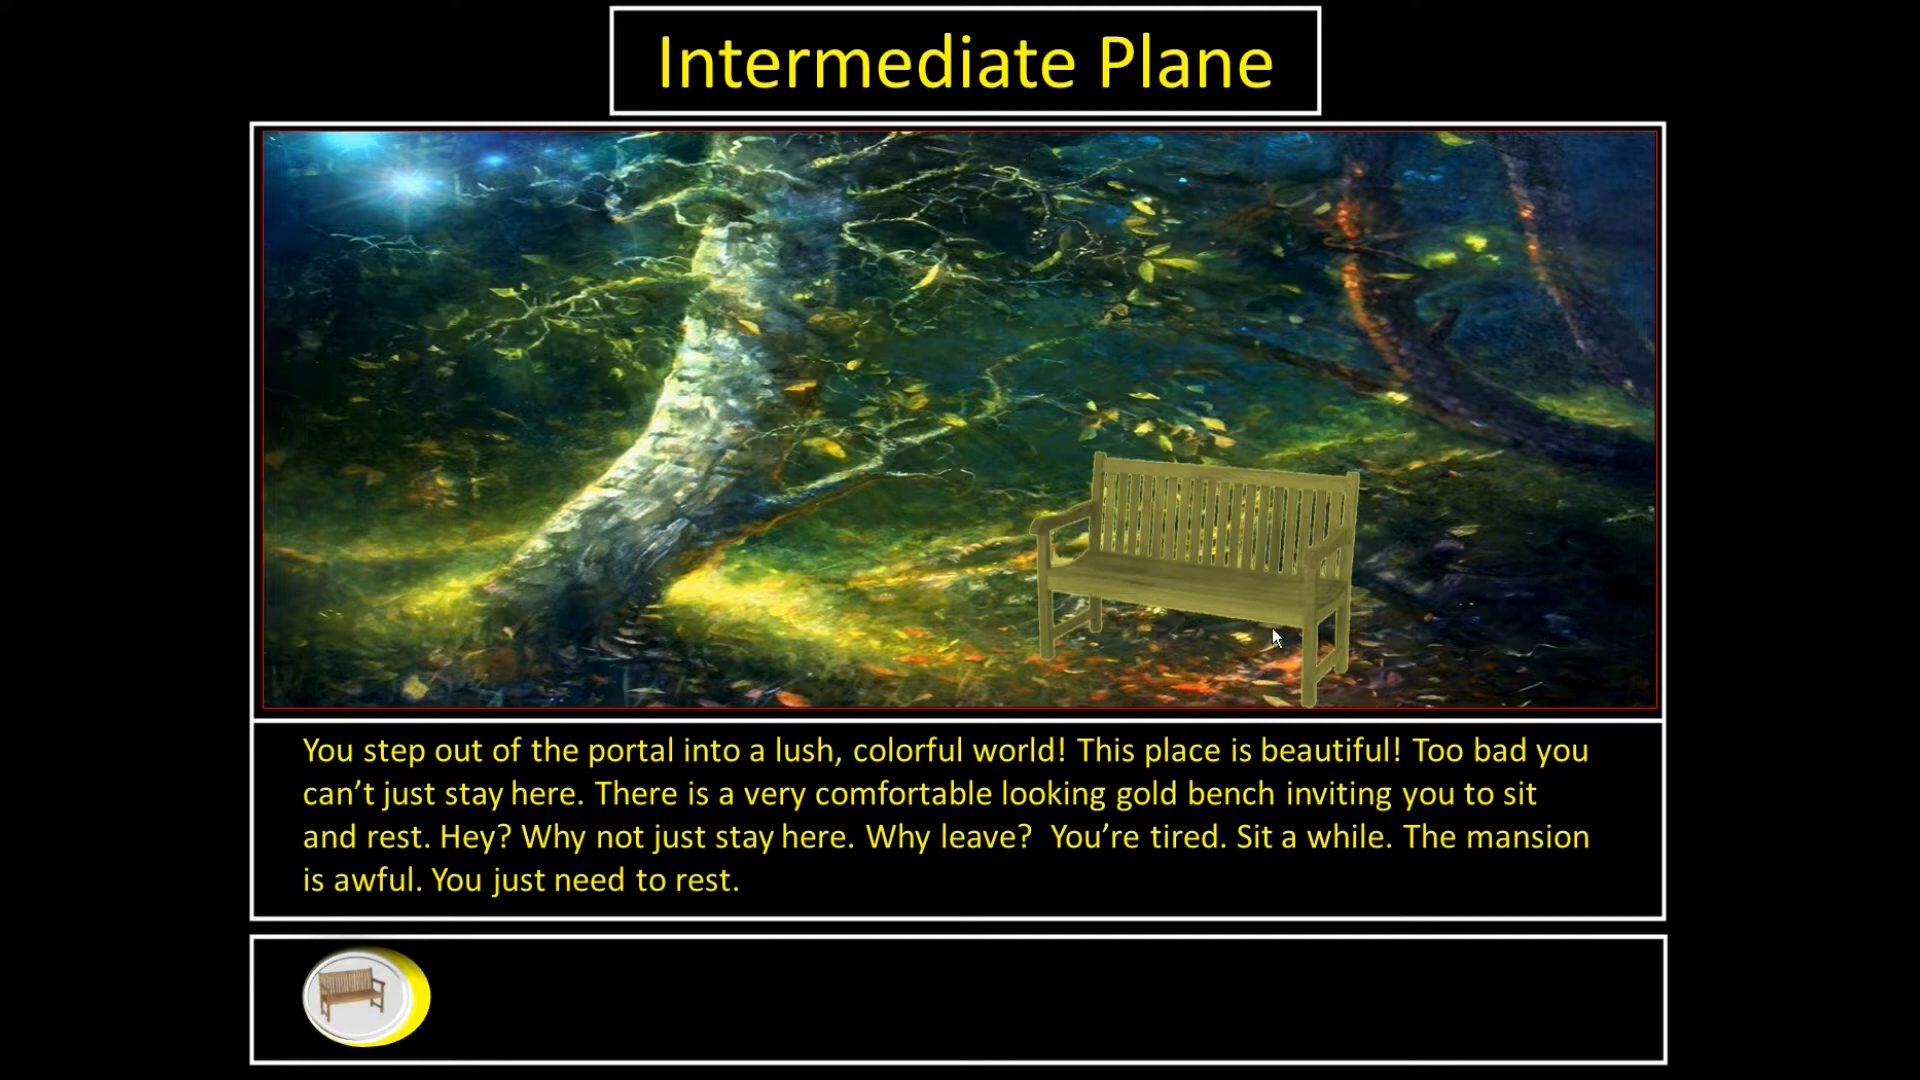 Intermediate Plane
You step out of the portal into a lush, colorful world! This place is beautiful! Too bad you
can’t just stay here. There is a very comfortable looking gold bench inviting you to sit
and rest. Hey? Why not just stay here. Why leave?  You’re tired. Sit a while. The mansion
is awful. You just need to rest.